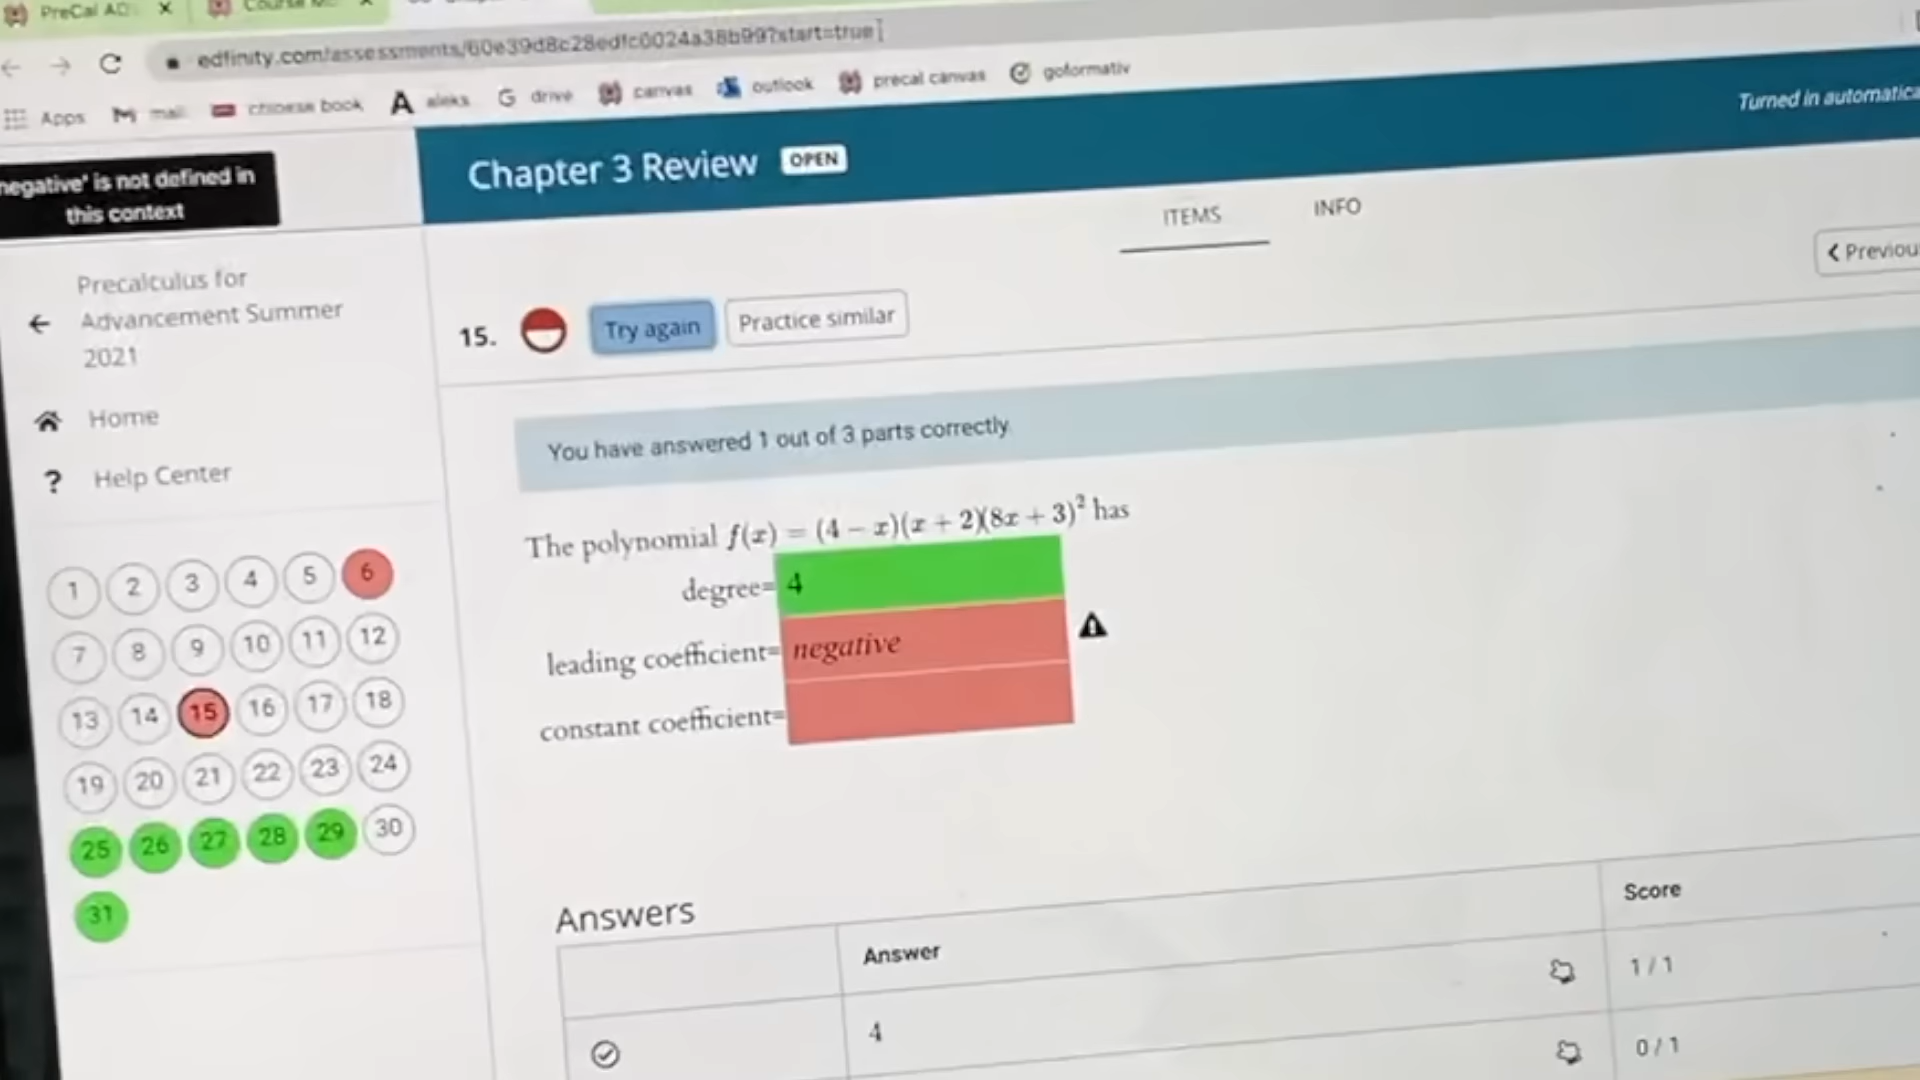 PreCal AD
edfinity.com/assessments/60e39d8c28edfc0024a38b99?start=true
Apps mail chinese book aleks drive canvas outlook precal canvas goformativ
Turned in automatica
negative' is not defined in
this context
Chapter 3 Review OPEN
ITEMS INFO
Previou
Precalculus for
Advancement Summer
2021
Home
? Help Center
15. Try again Practice similar
You have answered 1 out of 3 parts correctly.
The polynomial f(x) = (4 − x)(x + 2)(8x + 3)² has
degree= 4
leading coefficient= negative
constant coefficient=
1 2 3 4 5 6
7 8 9 10 11 12
13 14 15 16 17 18
19 20 21 22 23 24
25 26 27 28 29 30
31
Answers
Answer Score
4 1 / 1
0 / 1